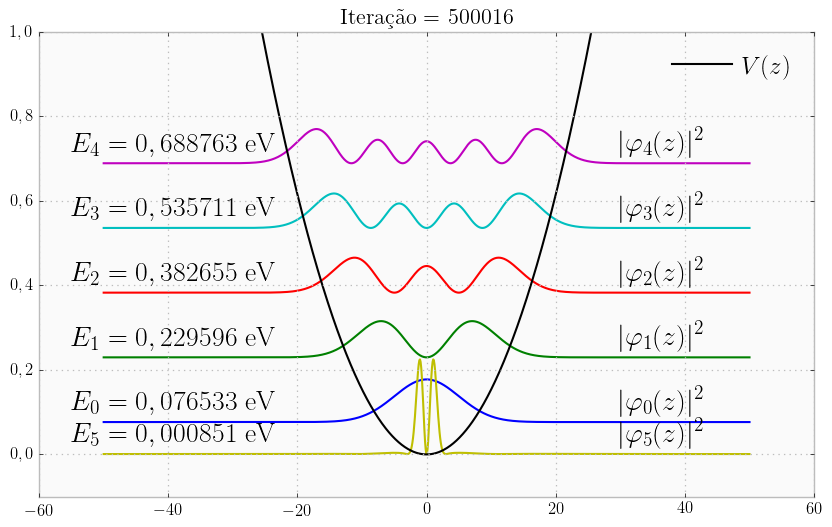 Iteração = 500016
1,0
V(z)
0,8
E₄ = 0,688763 eV |φ₄(z)|²
0,6
E₃ = 0,535711 eV |φ₃(z)|²
0,4
E₂ = 0,382655 eV |φ₂(z)|²
E₁ = 0,229596 eV |φ₁(z)|²
0,2
E₀ = 0,076533 eV |φ₀(z)|²
E₅ = 0,000851 eV |φ₅(z)|²
0,0
−60 −40 −20 0 20 40 60